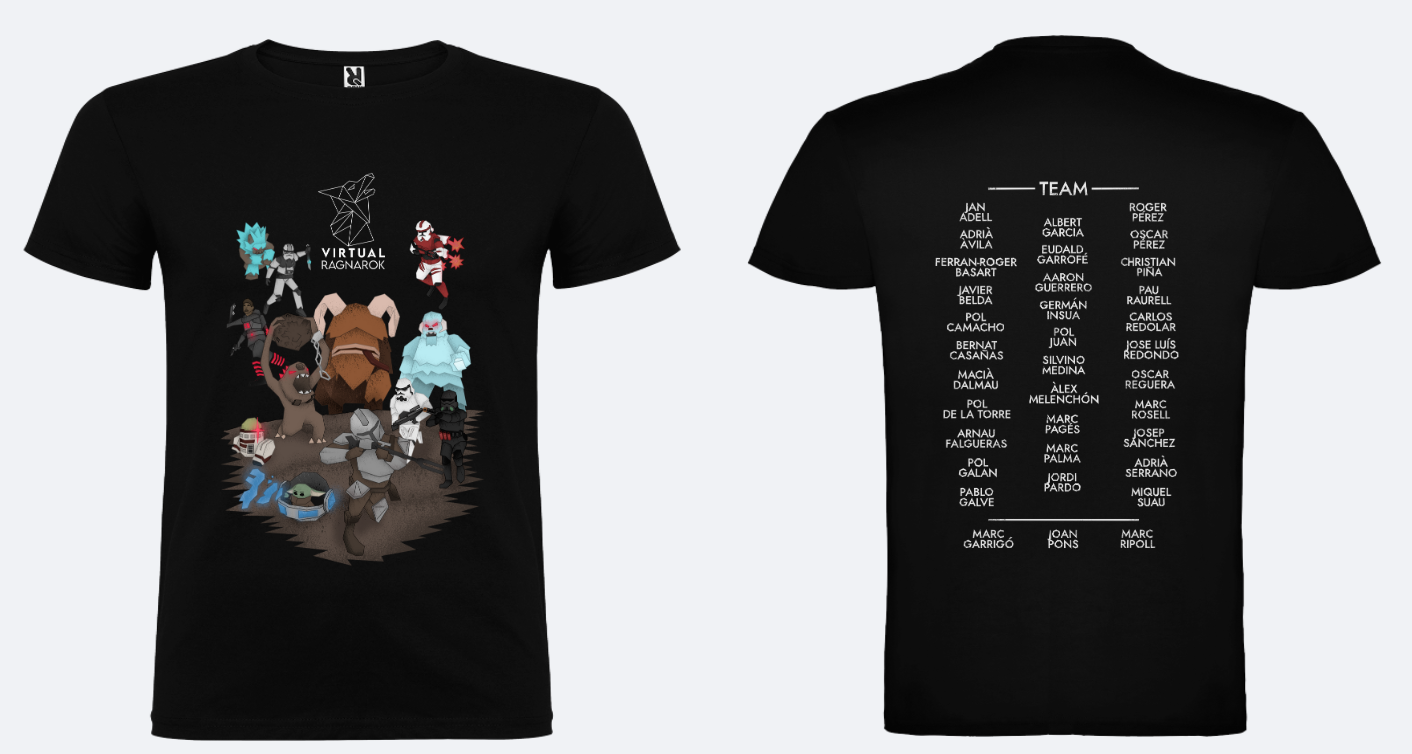 VIRTUAL
RAGNAROK
TEAM
JAN
ADELL
ADRIÀ
ÁVILA
FERRAN-ROGER
BASART
JAVIER
BELDA
POL
CAMACHO
BERNAT
CASAÑAS
MACIÀ
DALMAU
POL
DE LA TORRE
ARNAU
FALGUERAS
POL
GALAN
PABLO
GALVE
ALBERT
GARCIA
EUDALD
GARROFÉ
AARON
GUERRERO
GERMÁN
INSUA
POL
JUAN
SILVINO
MEDINA
ÀLEX
MELENCHÓN
MARC
PAGÈS
MARC
PALMA
JORDI
PARDO
ROGER
PÉREZ
OSCAR
PÉREZ
CHRISTIAN
PIÑA
PAU
RAURELL
CARLOS
REDOLAR
JOSE LUÍS
REDONDO
OSCAR
REGUERA
MARC
ROSELL
JOSEP
SÁNCHEZ
ADRIÀ
SERRANO
MIQUEL
SUAU
MARC
GARRIGÓ
JOAN
PONS
MARC
RIPOLL